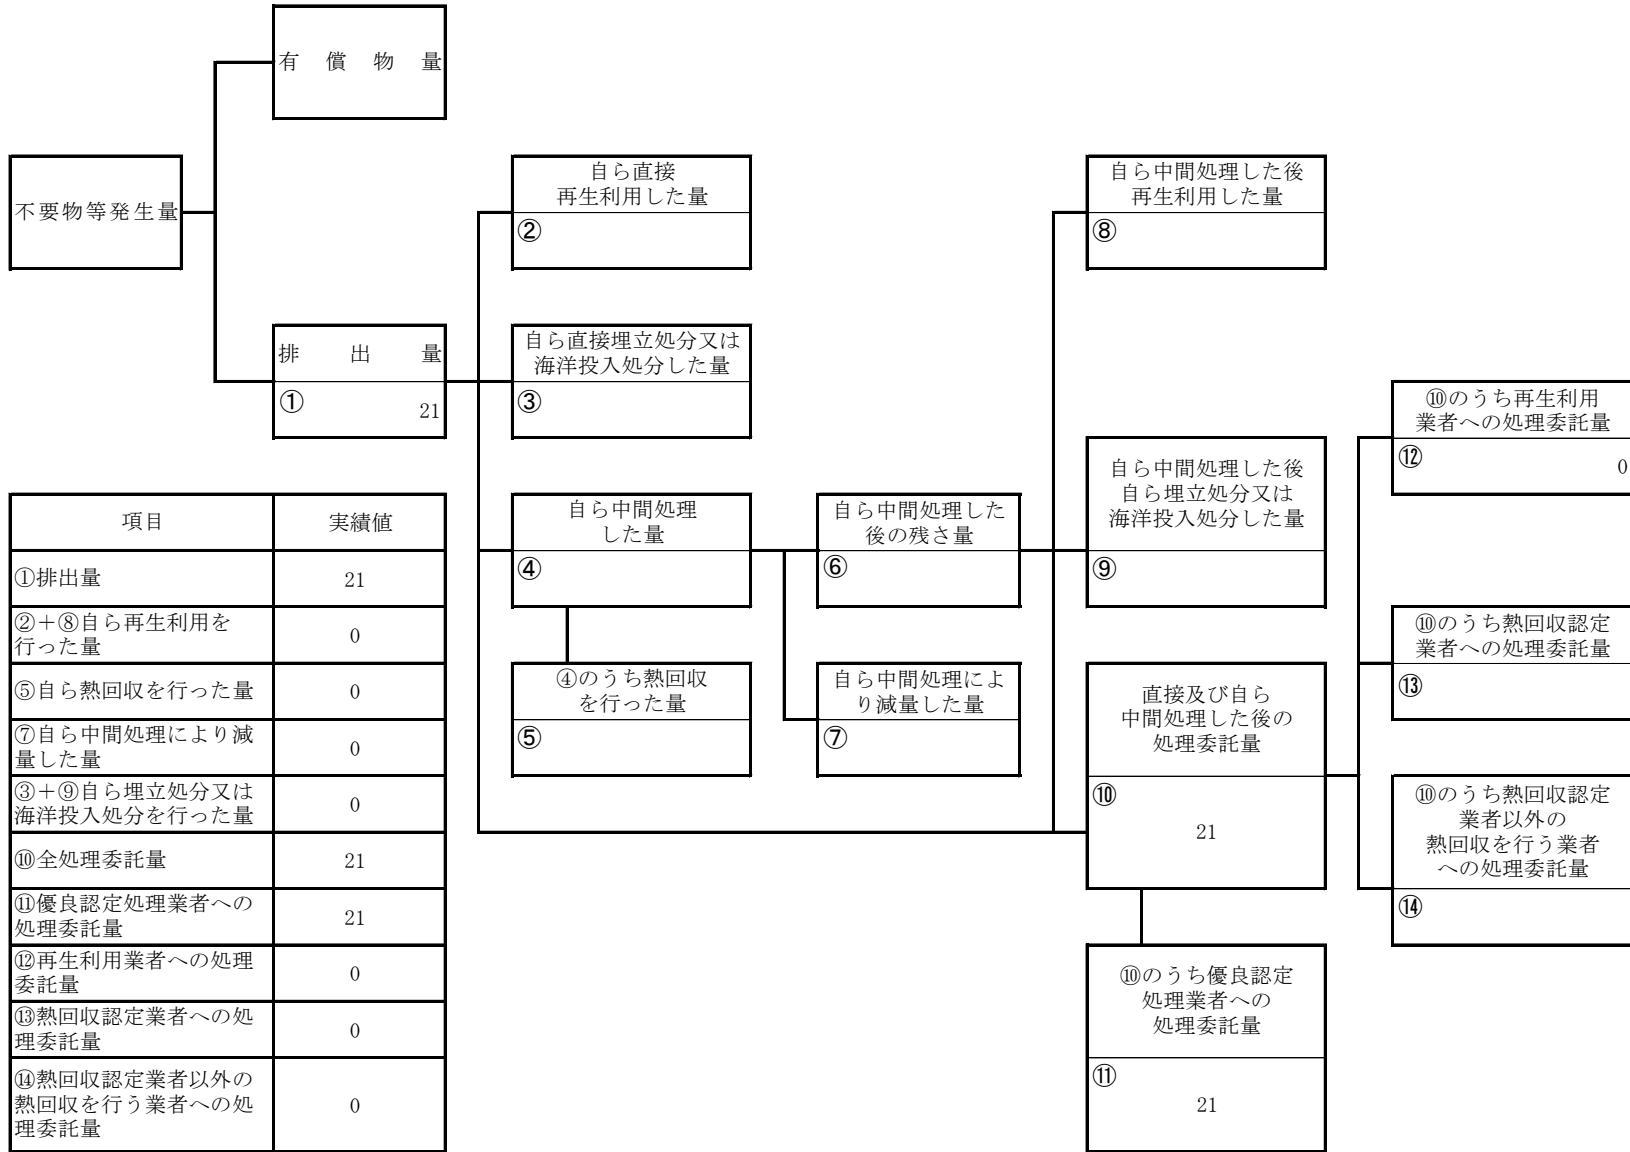 有償物量
不要物等発生量
排出量
①
21
自ら直接
再生利用した量
②
自ら直接埋立処分又は
海洋投入処分した量
③
自ら中間処理
した量
④
④のうち熱回収
を行った量
⑤
自ら中間処理した
後の残さ量
⑥
自ら中間処理によ
り減量した量
⑦
自ら中間処理した後
再生利用した量
⑧
自ら中間処理した後
自ら埋立処分又は
海洋投入処分した量
⑨
直接及び自ら
中間処理した後の
処理委託量
⑩
21
⑩のうち優良認定
処理業者への
処理委託量
⑪
21
⑩のうち再生利用
業者への処理委託量
⑫
0
⑩のうち熱回収認定
業者への処理委託量
⑬
⑩のうち熱回収認定
業者以外の
熱回収を行う業者
への処理委託量
⑭
項目 実績値
①排出量 21
②+⑧自ら再生利用を
行った量 0
⑤自ら熱回収を行った量 0
⑦自ら中間処理により減
量した量 0
③+⑨自ら埋立処分又は
海洋投入処分を行った量 0
⑩全処理委託量 21
⑪優良認定処理業者への
処理委託量 21
⑫再生利用業者への処理
委託量 0
⑬熱回収認定業者への処
理委託量 0
⑭熱回収認定業者以外の
熱回収を行う業者への処
理委託量 0